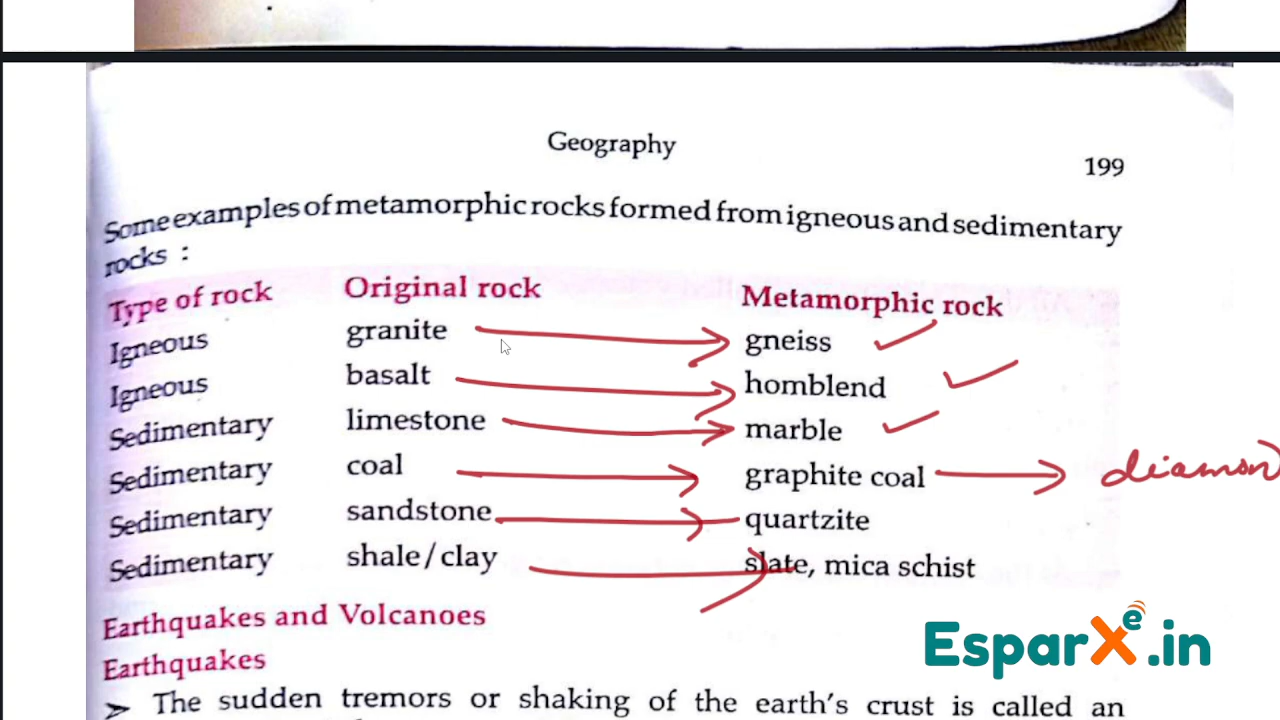 Geography
199
Some examples of metamorphic rocks formed from igneous and sedimentary
rocks :
Type of rock Original rock Metamorphic rock
Igneous granite gneiss
Igneous basalt homblend
Sedimentary limestone marble
Sedimentary coal graphite coal diamon
Sedimentary sandstone quartzite
Sedimentary shale/clay slate, mica schist
Earthquakes and Volcanoes
Earthquakes
➢ The sudden tremors or shaking of the earth's crust is called an
EsparXe.in